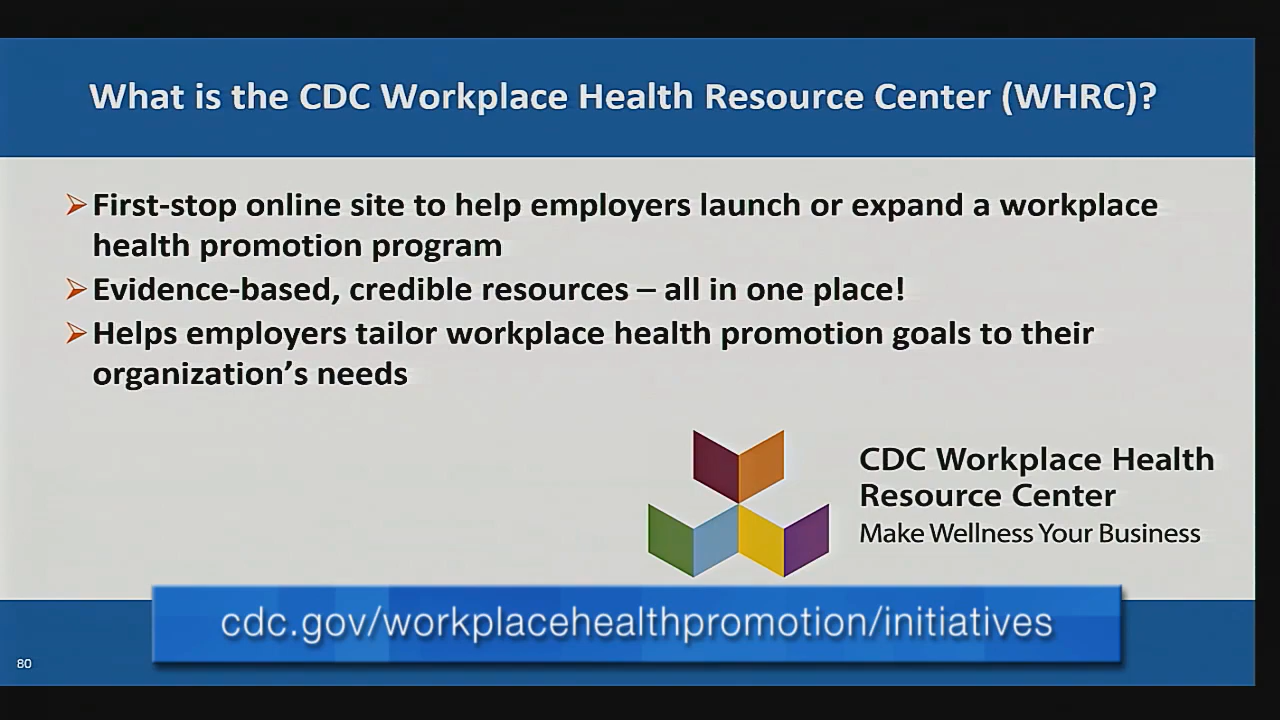 What is the CDC Workplace Health Resource Center (WHRC)?
First-stop online site to help employers launch or expand a workplace
health promotion program
Evidence-based, credible resources – all in one place!
Helps employers tailor workplace health promotion goals to their
organization’s needs
CDC Workplace Health
Resource Center
Make Wellness Your Business
cdc.gov/workplacehealthpromotion/initiatives
80